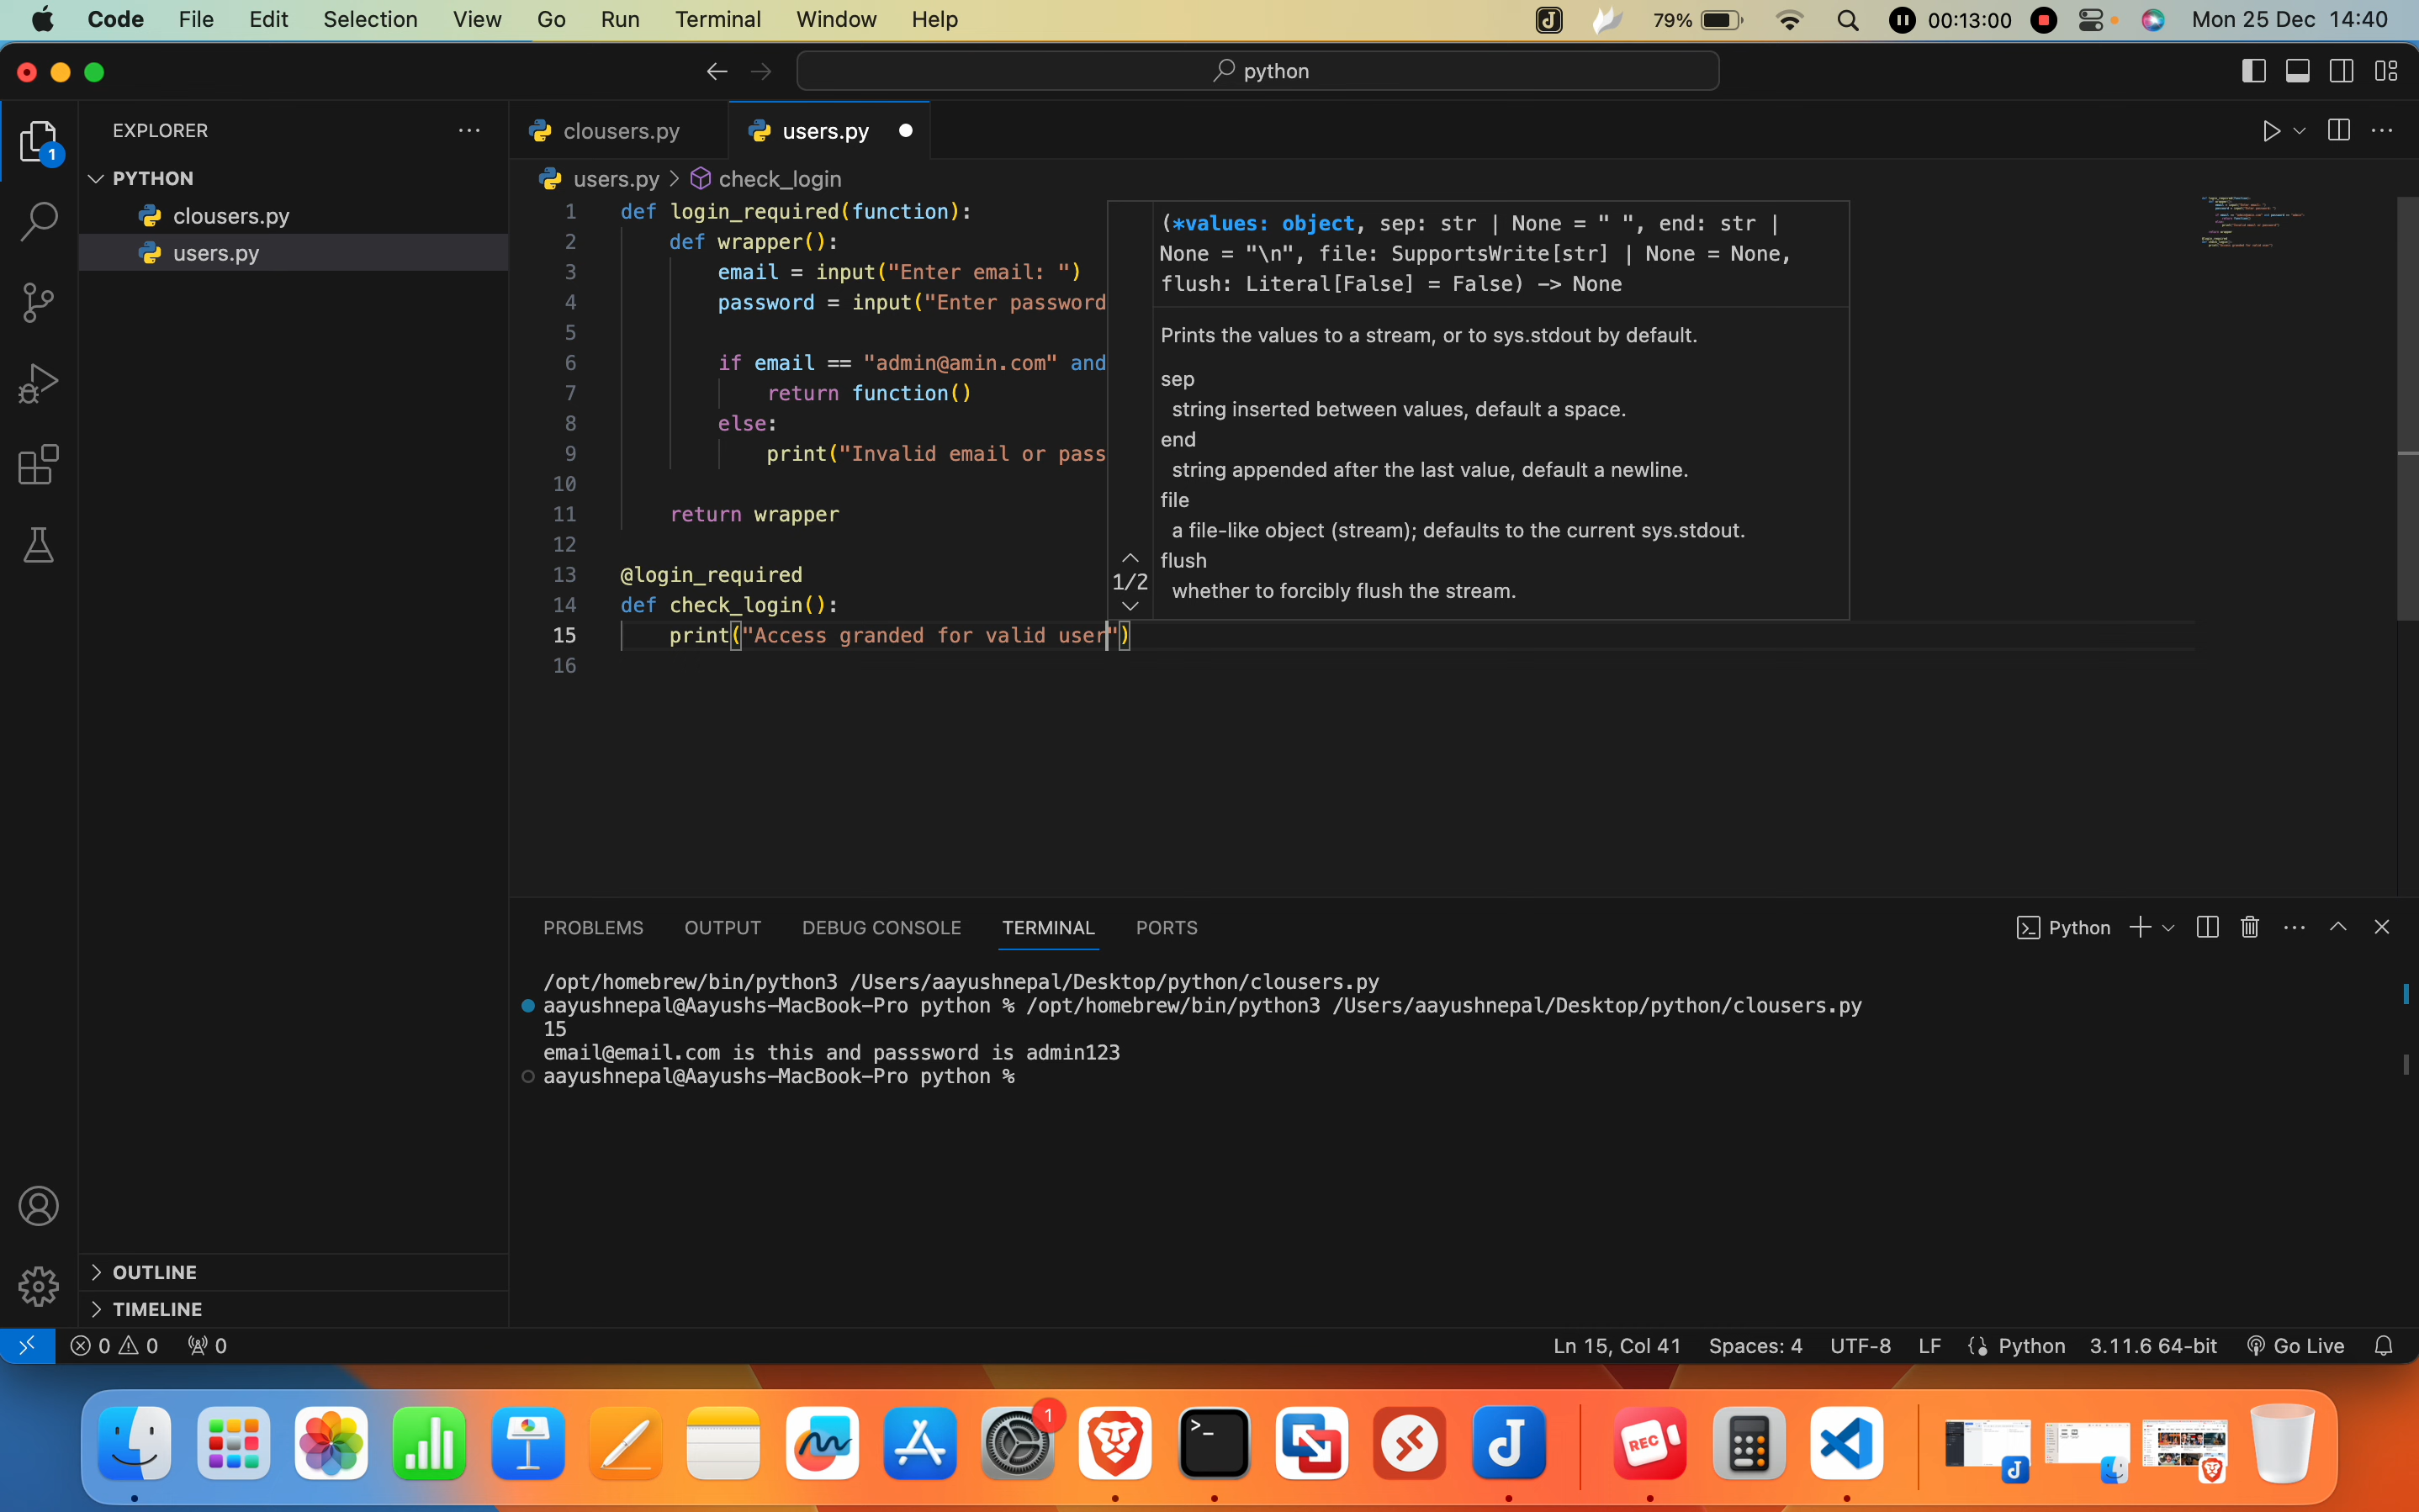 Code File Edit Selection View Go Run Terminal Window Help 79% 00:13:00 Mon 25 Dec 14:40
python
EXPLORER
PYTHON
clousers.py
users.py
OUTLINE
TIMELINE
clousers.py users.py
users.py > check_login
1 def login_required(function):
2 def wrapper():
3 email = input("Enter email: ")
4 password = input("Enter password
5
6 if email == "admin@amin.com" and
7 return function()
8 else:
9 print("Invalid email or pass
10
11 return wrapper
12
13 @login_required
14 def check_login():
15 print("Access granded for valid user")
16
(*values: object, sep: str | None = " ", end: str |
None = "\n", file: SupportsWrite[str] | None = None,
flush: Literal[False] = False) -> None
Prints the values to a stream, or to sys.stdout by default.
sep
string inserted between values, default a space.
end
string appended after the last value, default a newline.
file
a file-like object (stream); defaults to the current sys.stdout.
flush
whether to forcibly flush the stream.
1/2
PROBLEMS OUTPUT DEBUG CONSOLE TERMINAL PORTS Python
/opt/homebrew/bin/python3 /Users/aayushnepal/Desktop/python/clousers.py
aayushnepal@Aayushs-MacBook-Pro python % /opt/homebrew/bin/python3 /Users/aayushnepal/Desktop/python/clousers.py
15
email@email.com is this and passsword is admin123
aayushnepal@Aayushs-MacBook-Pro python %
0 0 0 Ln 15, Col 41 Spaces: 4 UTF-8 LF Python 3.11.6 64-bit Go Live
1
REC